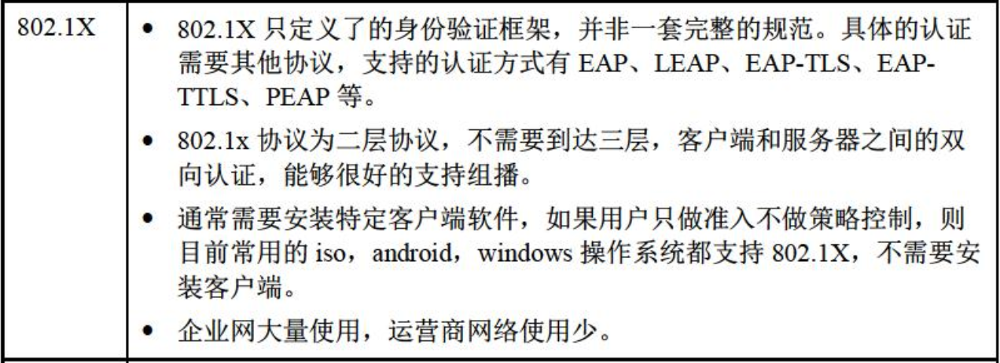 802.1X
• 802.1X 只定义了的身份验证框架，并非一套完整的规范。具体的认证
需要其他协议，支持的认证方式有 EAP、LEAP、EAP-TLS、EAP-
TTLS、PEAP 等。
• 802.1x 协议为二层协议，不需要到达三层，客户端和服务器之间的双
向认证，能够很好的支持组播。
• 通常需要安装特定客户端软件，如果用户只做准入不做策略控制，则
目前常用的 iso，android，windows 操作系统都支持 802.1X，不需要安
装客户端。
• 企业网大量使用，运营商网络使用少。